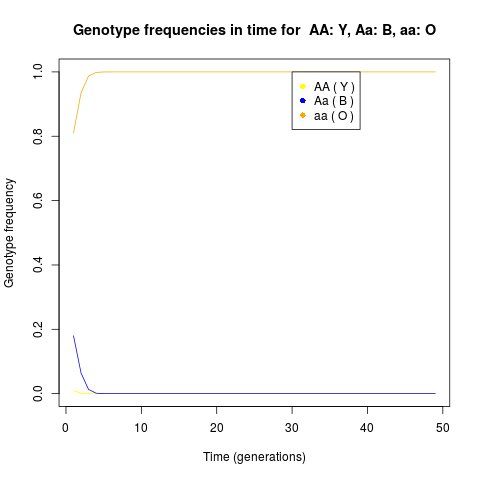 Genotype frequencies in time for  AA: Y, Aa: B, aa: O
AA ( Y )
Aa ( B )
aa ( O )
Genotype frequency
1.0
0.8
0.6
0.4
0.2
0.0
0 10 20 30 40 50
Time (generations)